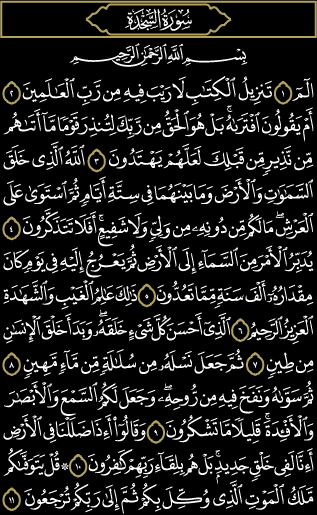 سُورَةُ السَّجْدَةِ
بِسْمِ اللَّهِ الرَّحْمَٰنِ الرَّحِيمِ
الٓمٓ ١ تَنزِيلُ الْكِتَٰبِ لَا رَيْبَ فِيهِ مِن رَّبِّ الْعَٰلَمِينَ ٢
أَمْ يَقُولُونَ افْتَرَىٰهُ ۚ بَلْ هُوَ الْحَقُّ مِن رَّبِّكَ لِتُنذِرَ قَوْمًا مَّا أَتَىٰهُم
مِّن نَّذِيرٍ مِّن قَبْلِكَ لَعَلَّهُمْ يَهْتَدُونَ ٣ اللَّهُ الَّذِى خَلَقَ
السَّمَٰوَٰتِ وَالْأَرْضَ وَمَا بَيْنَهُمَا فِى سِتَّةِ أَيَّامٍ ثُمَّ اسْتَوَىٰ عَلَى
الْعَرْشِ ۖ مَا لَكُم مِّن دُونِهِ مِن وَلِىٍّ وَلَا شَفِيعٍ ۚ أَفَلَا تَتَذَكَّرُونَ ٤
يُدَبِّرُ الْأَمْرَ مِنَ السَّمَاءِ إِلَى الْأَرْضِ ثُمَّ يَعْرُجُ إِلَيْهِ فِى يَوْمٍ كَانَ
مِقْدَارُهُ أَلْفَ سَنَةٍ مِّمَّا تَعُدُّونَ ٥ ذَٰلِكَ عَٰلِمُ الْغَيْبِ وَالشَّهَٰدَةِ
الْعَزِيزُ الرَّحِيمُ ٦ الَّذِى أَحْسَنَ كُلَّ شَىْءٍ خَلَقَهُ ۖ وَبَدَأَ خَلْقَ الْإِنسَٰنِ
مِن طِينٍ ٧ ثُمَّ جَعَلَ نَسْلَهُ مِن سُلَٰلَةٍ مِّن مَّاءٍ مَّهِينٍ ٨
ثُمَّ سَوَّىٰهُ وَنَفَخَ فِيهِ مِن رُّوحِهِ ۖ وَجَعَلَ لَكُمُ السَّمْعَ وَالْأَبْصَٰرَ
وَالْأَفْـِٔدَةَ ۚ قَلِيلًا مَّا تَشْكُرُونَ ٩ وَقَالُوا أَءِذَا ضَلَلْنَا فِى الْأَرْضِ
أَءِنَّا لَفِى خَلْقٍ جَدِيدٍ ۚ بَلْ هُم بِلِقَاءِ رَبِّهِمْ كَٰفِرُونَ ١٠ ۞ قُلْ يَتَوَفَّىٰكُم
مَّلَكُ الْمَوْتِ الَّذِى وُكِّلَ بِكُمْ ثُمَّ إِلَىٰ رَبِّكُمْ تُرْجَعُونَ ١١